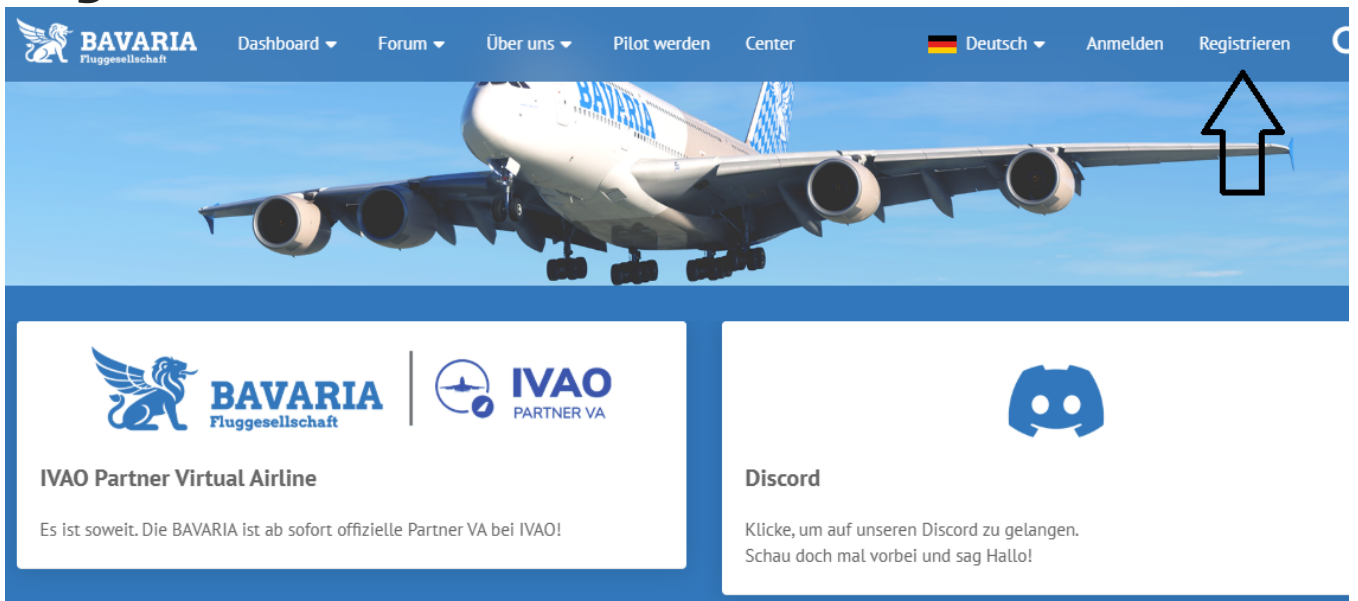 BAVARIA
Fluggesellschaft
Dashboard
Forum
Über uns
Pilot werden
Center
Deutsch
Anmelden
Registrieren
BAVARIA
BAVARIA
Fluggesellschaft
IVAO
PARTNER VA
IVAO Partner Virtual Airline
Es ist soweit. Die BAVARIA ist ab sofort offizielle Partner VA bei IVAO!
Discord
Klicke, um auf unseren Discord zu gelangen.
Schau doch mal vorbei und sag Hallo!